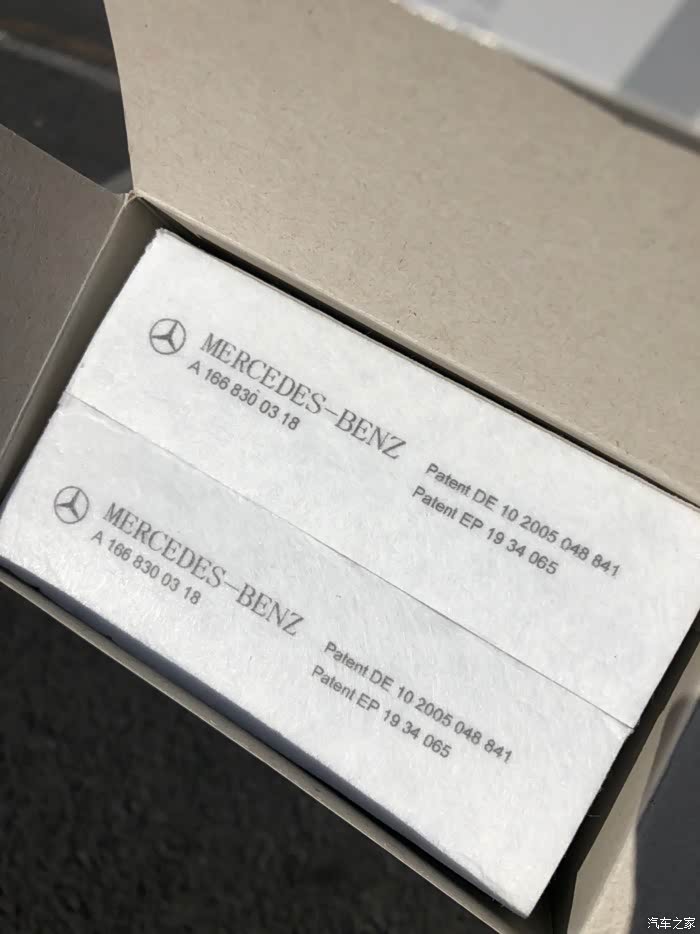 MERCEDES-BENZ
A 166 830 03 18
Patent DE 10 2005 048 841
Patent EP 19 34 065
MERCEDES-BENZ
A 166 830 03 18
Patent DE 10 2005 048 841
Patent EP 19 34 065
汽车之家